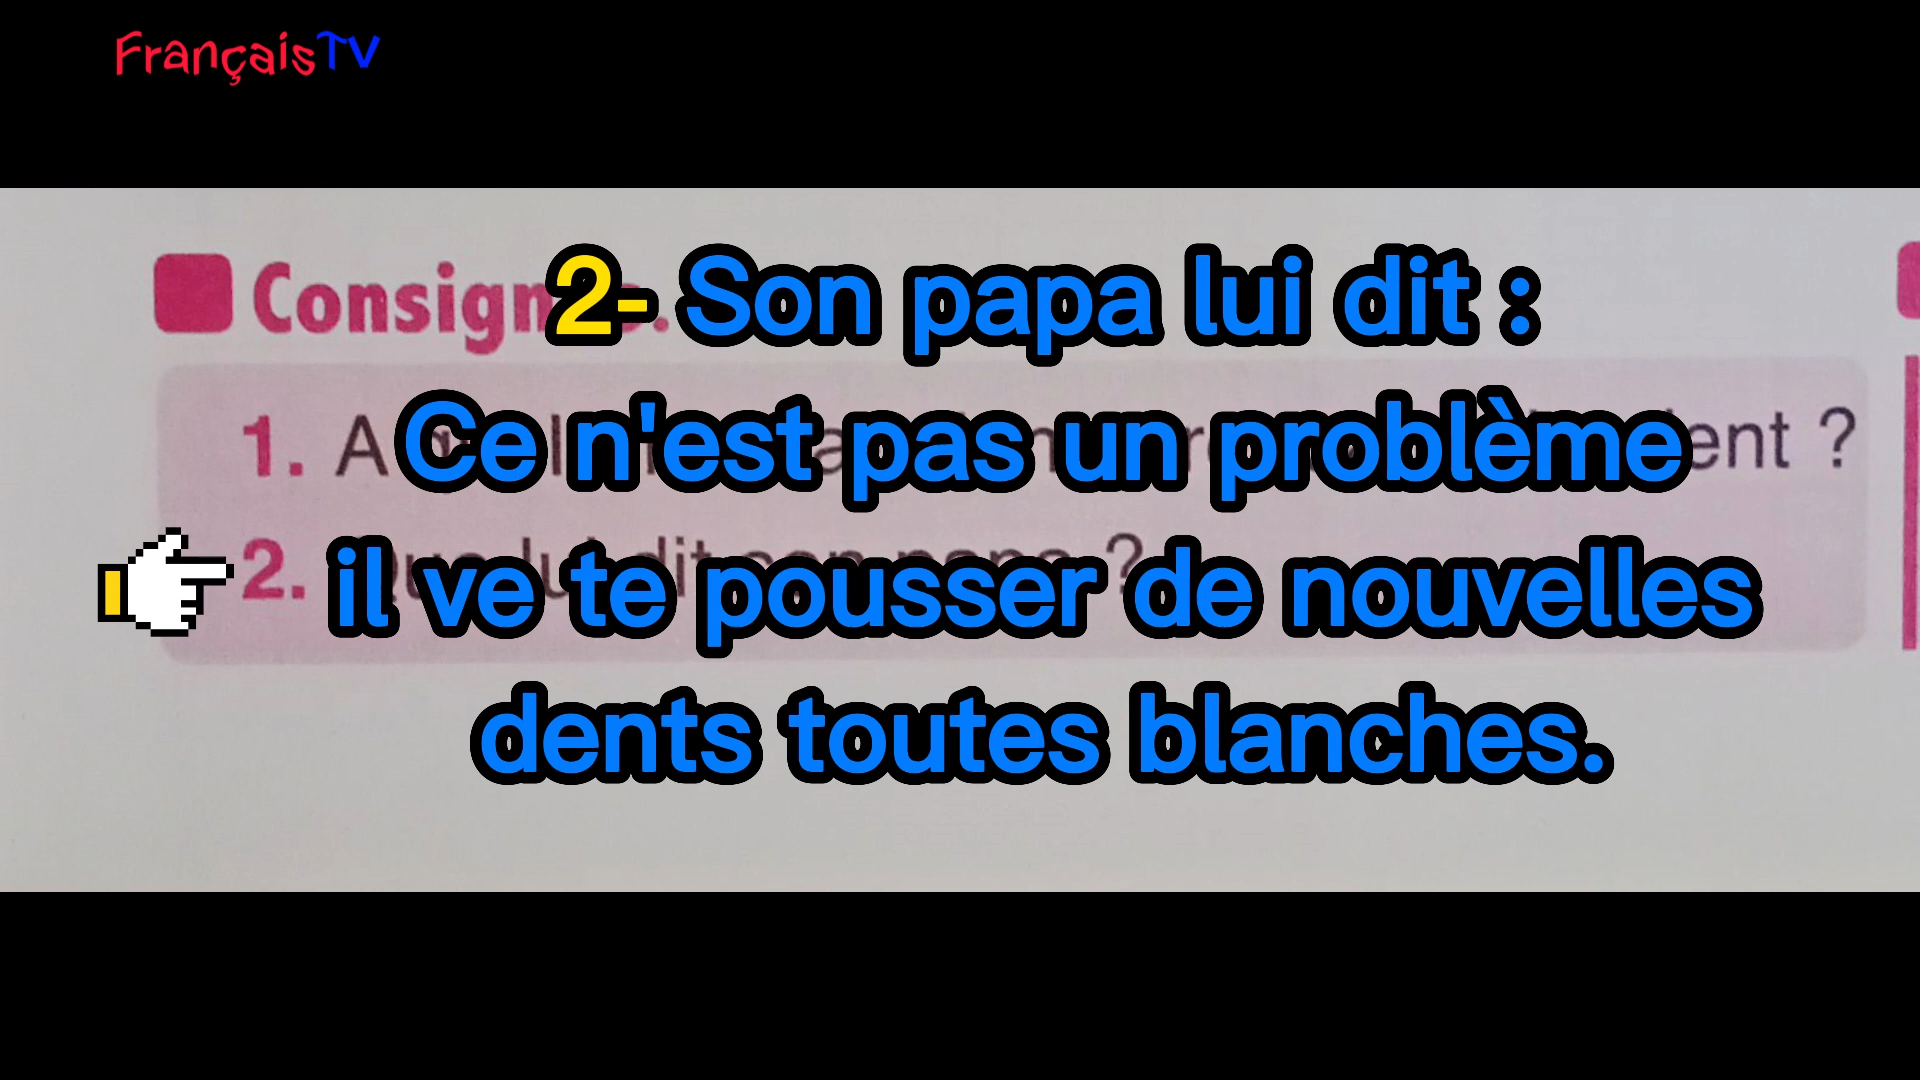 FrançaisTV
2- Son papa lui dit :
Ce n'est pas un problème
il ve te pousser de nouvelles
dents toutes blanches.
1. A
ent ?
2.